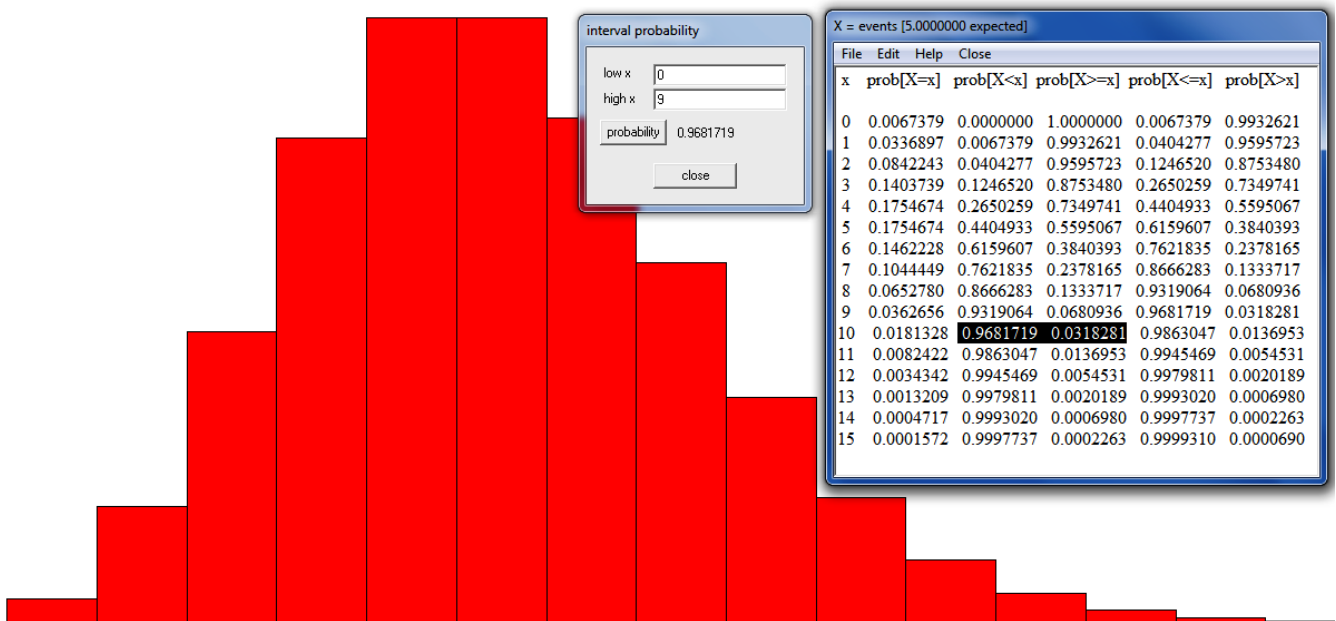 interval probability
low x 0
high x 9
probability 0.9681719
close
X = events [5.0000000 expected]
File Edit Help Close
x prob[X=x] prob[X<x] prob[X>=x] prob[X<=x] prob[X>x]
0 0.0067379 0.0000000 1.0000000 0.0067379 0.9932621
1 0.0336897 0.0067379 0.9932621 0.0404277 0.9595723
2 0.0842243 0.0404277 0.9595723 0.1246520 0.8753480
3 0.1403739 0.1246520 0.8753480 0.2650259 0.7349741
4 0.1754674 0.2650259 0.7349741 0.4404933 0.5595067
5 0.1754674 0.4404933 0.5595067 0.6159607 0.3840393
6 0.1462228 0.6159607 0.3840393 0.7621835 0.2378165
7 0.1044449 0.7621835 0.2378165 0.8666283 0.1333717
8 0.0652780 0.8666283 0.1333717 0.9319064 0.0680936
9 0.0362656 0.9319064 0.0680936 0.9681719 0.0318281
10 0.0181328 0.9681719 0.0318281 0.9863047 0.0136953
11 0.0082422 0.9863047 0.0136953 0.9945469 0.0054531
12 0.0034342 0.9945469 0.0054531 0.9979811 0.0020189
13 0.0013209 0.9979811 0.0020189 0.9993020 0.0006980
14 0.0004717 0.9993020 0.0006980 0.9997737 0.0002263
15 0.0001572 0.9997737 0.0002263 0.9999310 0.0000690